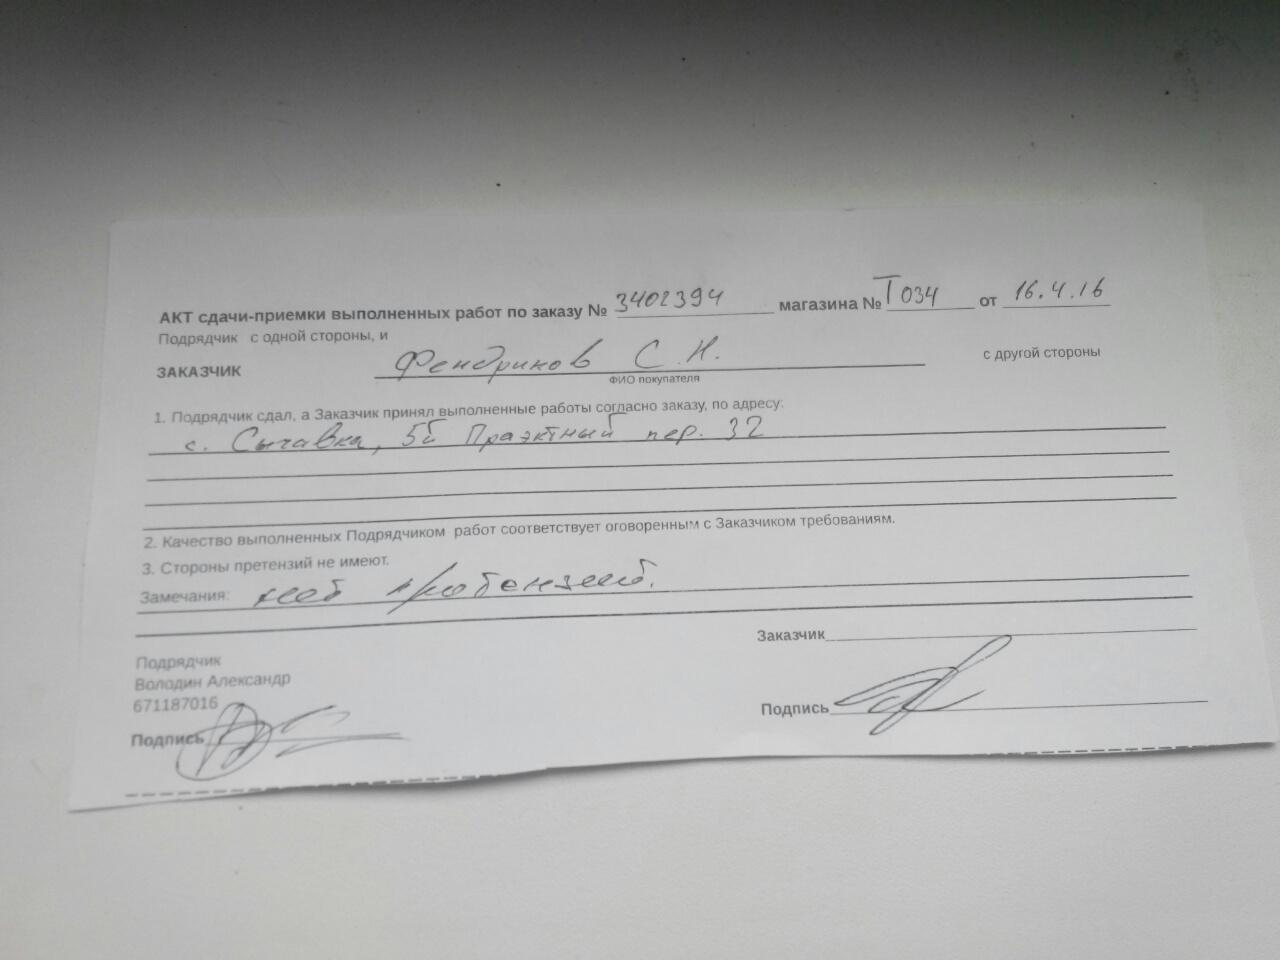 АКТ сдачи-приемки выполненных работ по заказу № 3402394 магазина № Т034 от 16.4.16
Подрядчик с одной стороны, и
ЗАКАЗЧИК Фендриков С.Н. с другой стороны
ФИО покупателя
1. Подрядчик сдал, а Заказчик принял выполненные работы согласно заказу, по адресу:
с. Сычавка, 5й Праэктный пер. 32
2. Качество выполненных Подрядчиком работ соответствует оговоренным с Заказчиком требованиям.
3. Стороны претензий не имеют.
Замечания: нет
Заказчик
Подрядчик
Володин Александр
671187016
Подпись
Подпись